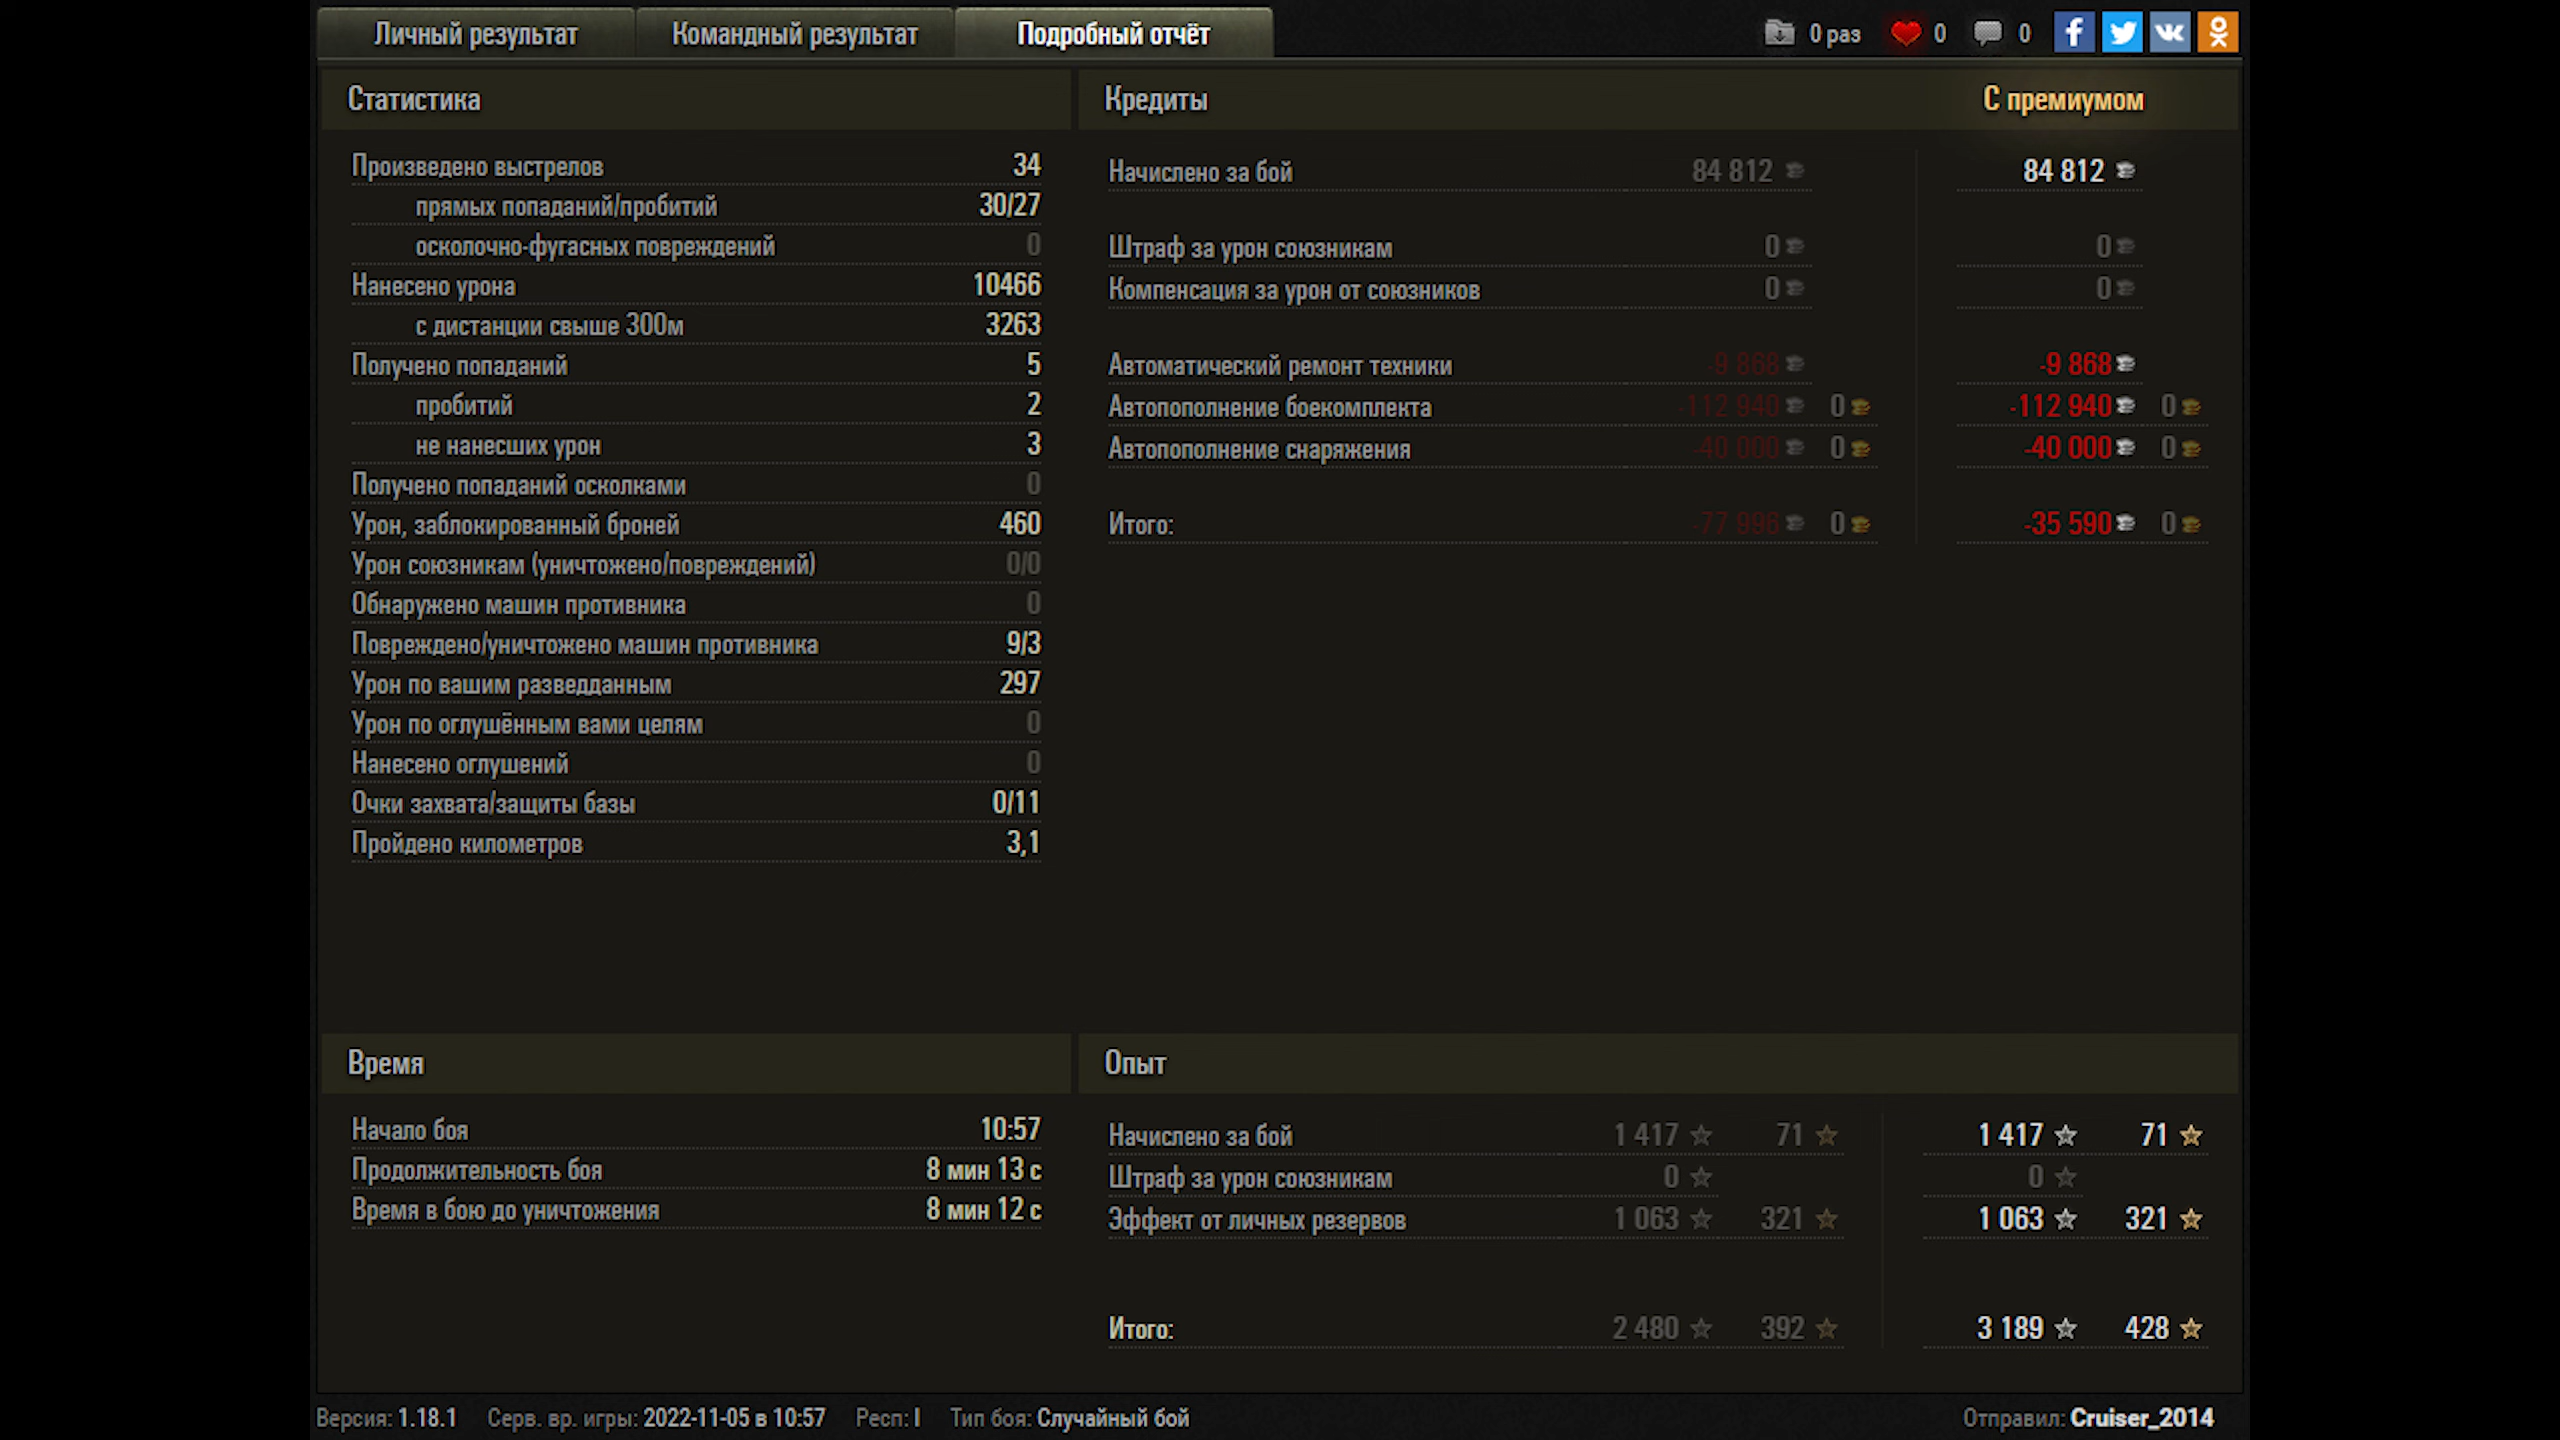 Личный результат Командный результат Подробный отчёт 0 раз 0 0
Статистика
Произведено выстрелов 34
прямых попаданий/пробитий 30/27
осколочно-фугасных повреждений 0
Нанесено урона 10466
с дистанции свыше 300м 3263
Получено попаданий 5
пробитий 2
не нанесших урон 3
Получено попаданий осколками 0
Урон, заблокированный броней 460
Урон союзникам (уничтожено/повреждений) 0/0
Обнаружено машин противника 0
Повреждено/уничтожено машин противника 9/3
Урон по вашим разведданным 297
Урон по оглушённым вами целям 0
Нанесено оглушений 0
Очки захвата/защиты базы 0/11
Пройдено километров 3,1
Кредиты С премиумом
Начислено за бой 84 812 84 812
Штраф за урон союзникам 0 0
Компенсация за урон от союзников 0 0
Автоматический ремонт техники -9 868 -9 868
Автопополнение боекомплекта -112 940 0 -112 940 0
Автопополнение снаряжения -40 000 0 -40 000 0
Итого: -77 996 0 -35 590 0
Время
Начало боя 10:57
Продолжительность боя 8 мин 13 с
Время в бою до уничтожения 8 мин 12 с
Опыт
Начислено за бой 1 417 71 1 417 71
Штраф за урон союзникам 0 0
Эффект от личных резервов 1 063 321 1 063 321
Итого: 2 480 392 3 189 428
Версия: 1.18.1 Серв. вр. игры: 2022-11-05 в 10:57 Респ: I Тип боя: Случайный бой Отправил: Cruiser_2014